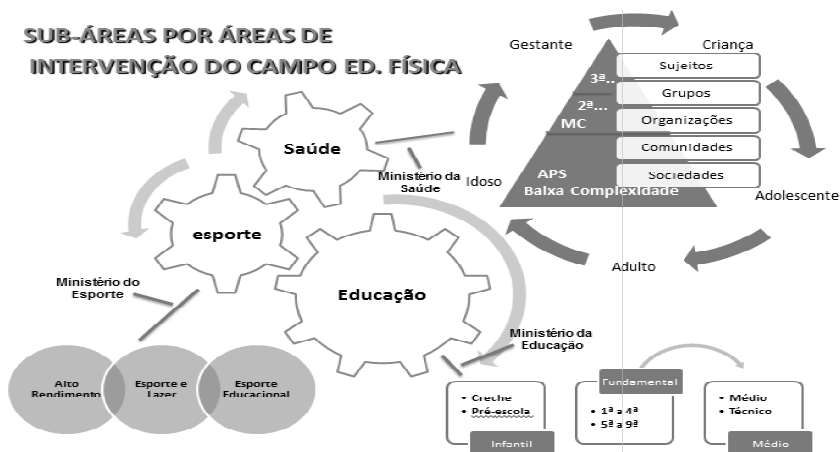 SUB-ÁREAS POR ÁREAS DE
INTERVENÇÃO DO CAMPO ED. FÍSICA
Saúde
esporte
Educação
Ministério da
Saúde
Ministério do
Esporte
Ministério da
Educação
Gestante
Criança
Idoso
Adolescente
Adulto
3ª..
2ª...
MC
APS
Baixa Complexidade
Sujeitos
Grupos
Organizações
Comunidades
Sociedades
Alto
Rendimento
Esporte e
Lazer
Esporte
Educacional
• Creche
• Pré-escola
Infantil
Fundamental
• 1ª a 4ª
• 5ª a 9ª
• Médio
• Técnico
Médio